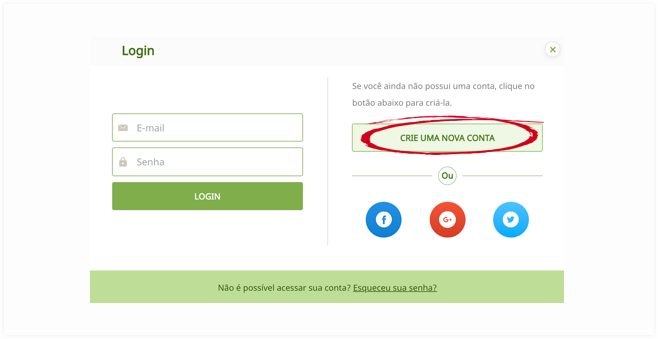 Login
E-mail
Senha
LOGIN
Se você ainda não possui uma conta, clique no
botão abaixo para criá-la.
CRIE UMA NOVA CONTA
Ou
Não é possível acessar sua conta? Esqueceu sua senha?